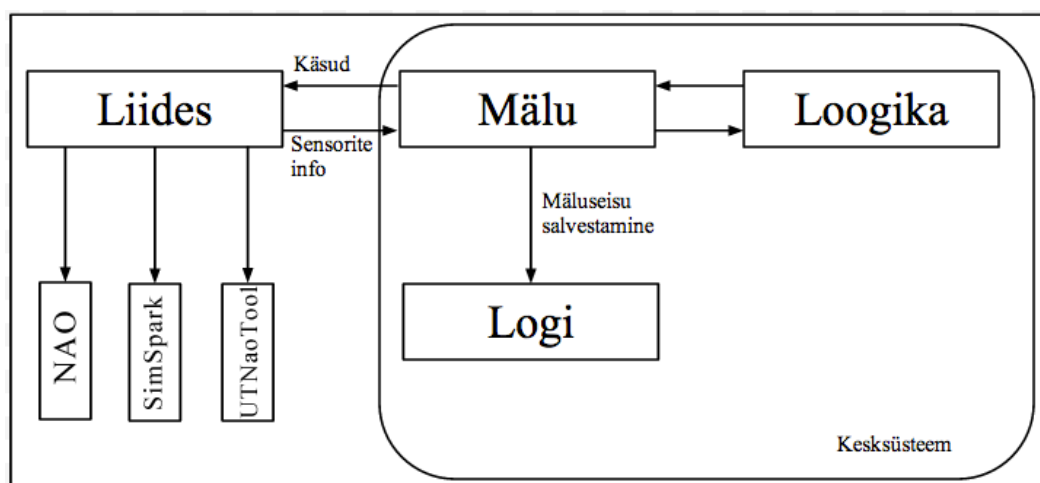 Käsud
Liides
Mälu
Loogika
Sensorite
info
Mäluseisu
salvestamine
NAO
SimSpark
UTNaoTool
Logi
Kesksüsteem